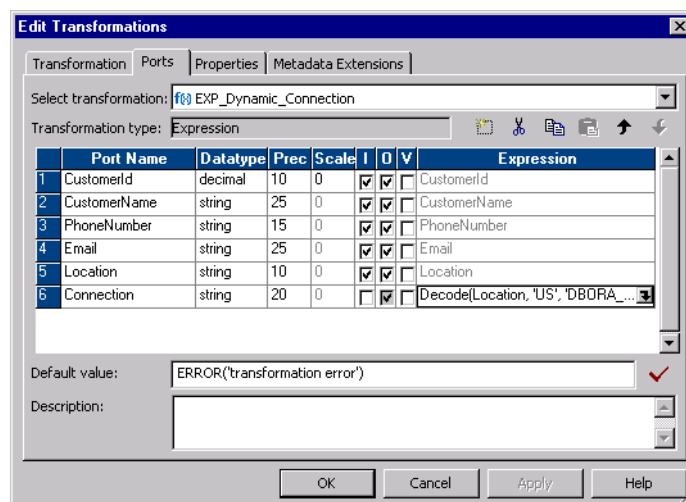 Edit Transformations
Transformation Ports Properties Metadata Extensions
Select transformation: f(x) EXP_Dynamic_Connection
Transformation type: Expression
Port Name Datatype Prec Scale I O V Expression
1 CustomerId decimal 10 0 CustomerId
2 CustomerName string 25 0 CustomerName
3 PhoneNumber string 15 0 PhoneNumber
4 Email string 25 0 Email
5 Location string 10 0 Location
6 Connection string 20 0 Decode(Location, 'US', 'DBORA_...
Default value: ERROR('transformation error')
Description:
OK Cancel Apply Help